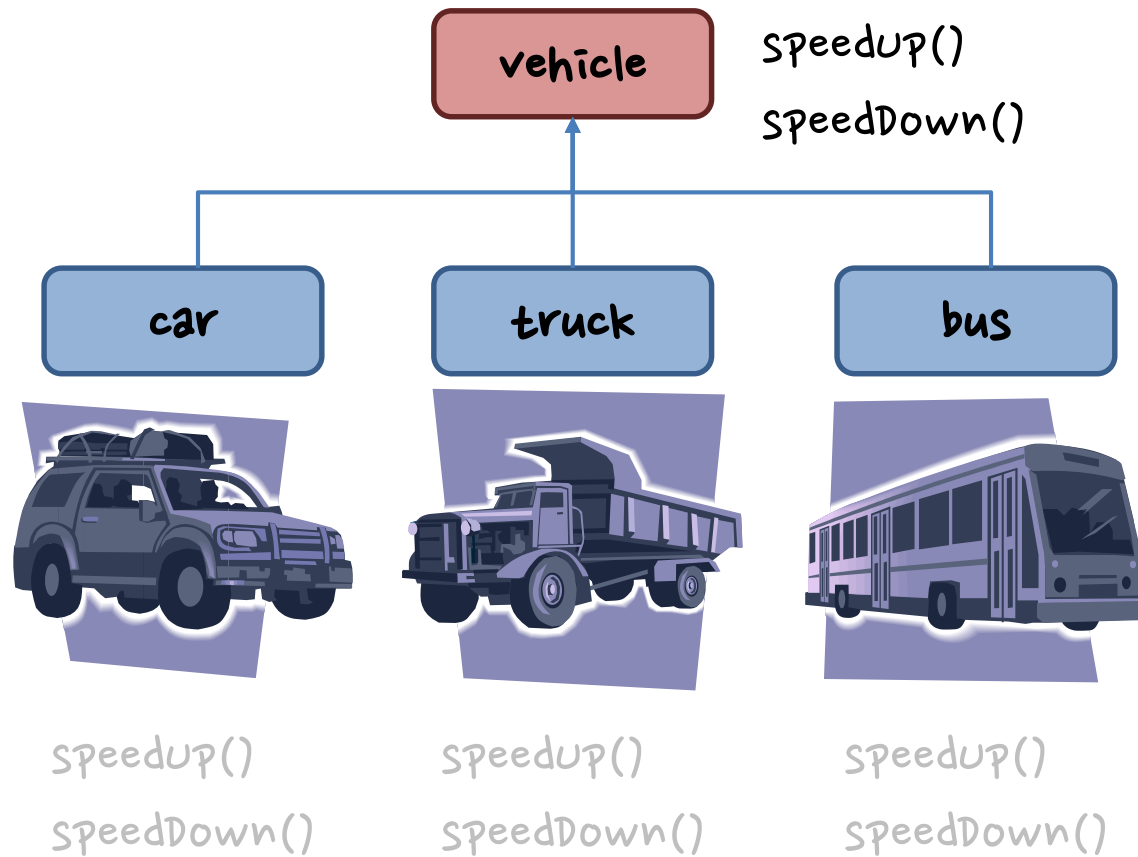 vehicle
speedUp()
speedDown()
car
truck
bus
speedUp()
speedUp()
speedUp()
speedDown()
speedDown()
speedDown()